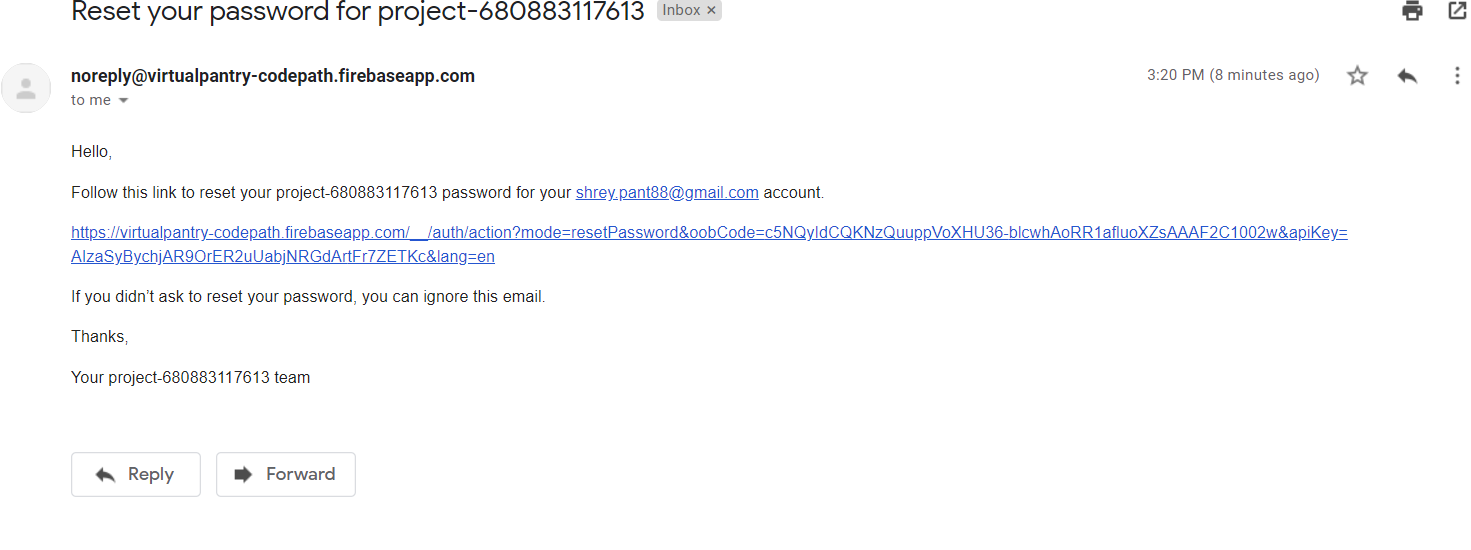 Reset your password for project-680883117613 Inbox ×
noreply@virtualpantry-codepath.firebaseapp.com 3:20 PM (8 minutes ago)
to me
Hello,
Follow this link to reset your project-680883117613 password for your shrey.pant88@gmail.com account.
https://virtualpantry-codepath.firebaseapp.com/__/auth/action?mode=resetPassword&oobCode=c5NQyldCQKNzQuuppVoXHU36-blcwhAoRR1afluoXZsAAAF2C1002w&apiKey=
AIzaSyBychjAR9OrER2uUabjNRGdArtFr7ZETKc&lang=en
If you didn’t ask to reset your password, you can ignore this email.
Thanks,
Your project-680883117613 team
Reply Forward